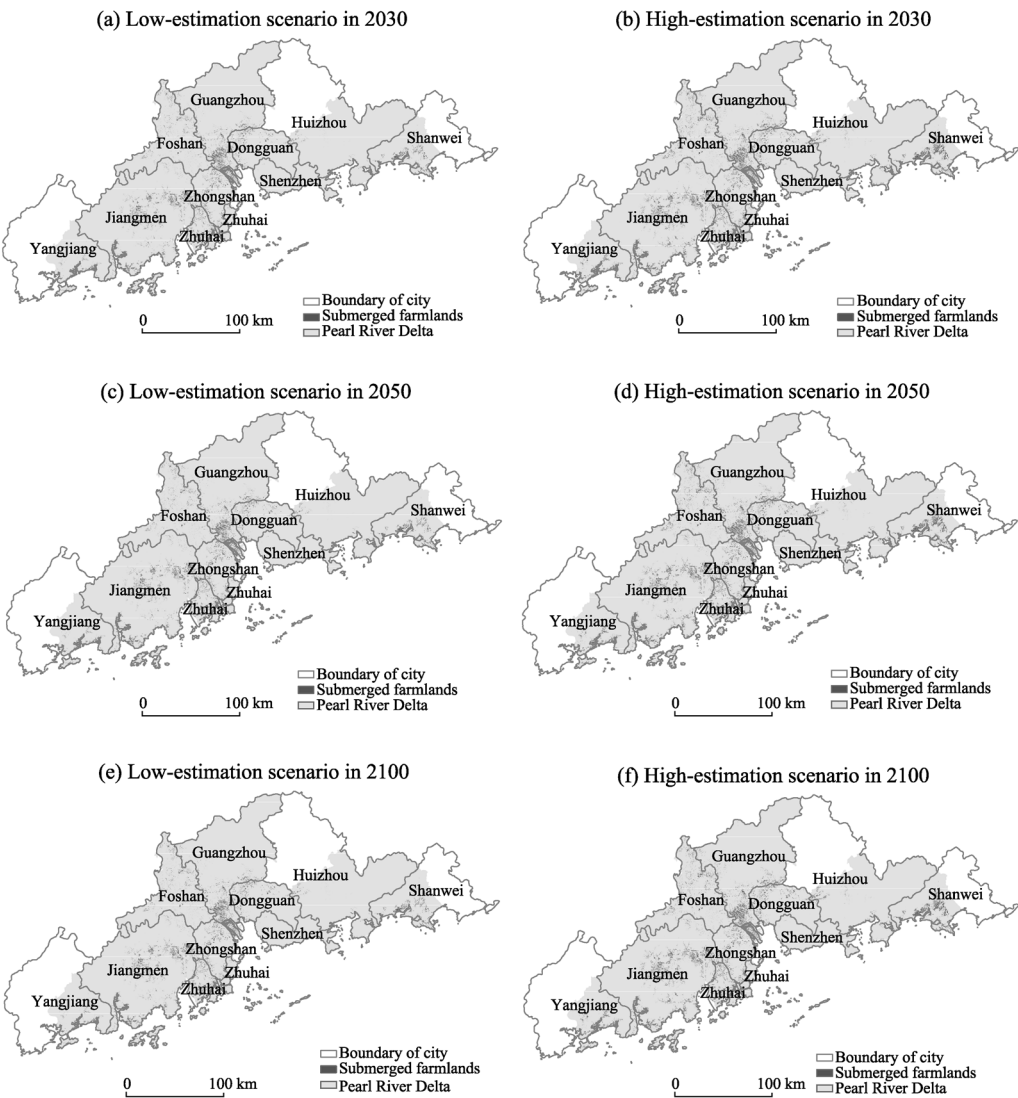 (a) Low-estimation scenario in 2030
Guangzhou
Huizhou
Shanwei
Foshan
Dongguan
Shenzhen
Zhongshan
Jiangmen
Zhuhai
Zhuhai
Yangjiang
Boundary of city
Submerged farmlands
Pearl River Delta
0 100 km
(b) High-estimation scenario in 2030
Guangzhou
Huizhou
Shanwei
Foshan
Dongguan
Shenzhen
Zhongshan
Jiangmen
Zhuhai
Zhuhai
Yangjiang
Boundary of city
Submerged farmlands
Pearl River Delta
0 100 km
(c) Low-estimation scenario in 2050
Guangzhou
Huizhou
Shanwei
Foshan
Dongguan
Shenzhen
Zhongshan
Jiangmen
Zhuhai
Zhuhai
Yangjiang
Boundary of city
Submerged farmlands
Pearl River Delta
0 100 km
(d) High-estimation scenario in 2050
Guangzhou
Huizhou
Shanwei
Foshan
Dongguan
Shenzhen
Zhongshan
Jiangmen
Zhuhai
Zhuhai
Yangjiang
Boundary of city
Submerged farmlands
Pearl River Delta
0 100 km
(e) Low-estimation scenario in 2100
Guangzhou
Huizhou
Shanwei
Foshan
Dongguan
Shenzhen
Zhongshan
Jiangmen
Zhuhai
Zhuhai
Yangjiang
Boundary of city
Submerged farmlands
Pearl River Delta
0 100 km
(f) High-estimation scenario in 2100
Guangzhou
Huizhou
Shanwei
Foshan
Dongguan
Shenzhen
Zhongshan
Jiangmen
Zhuhai
Zhuhai
Yangjiang
Boundary of city
Submerged farmlands
Pearl River Delta
0 100 km